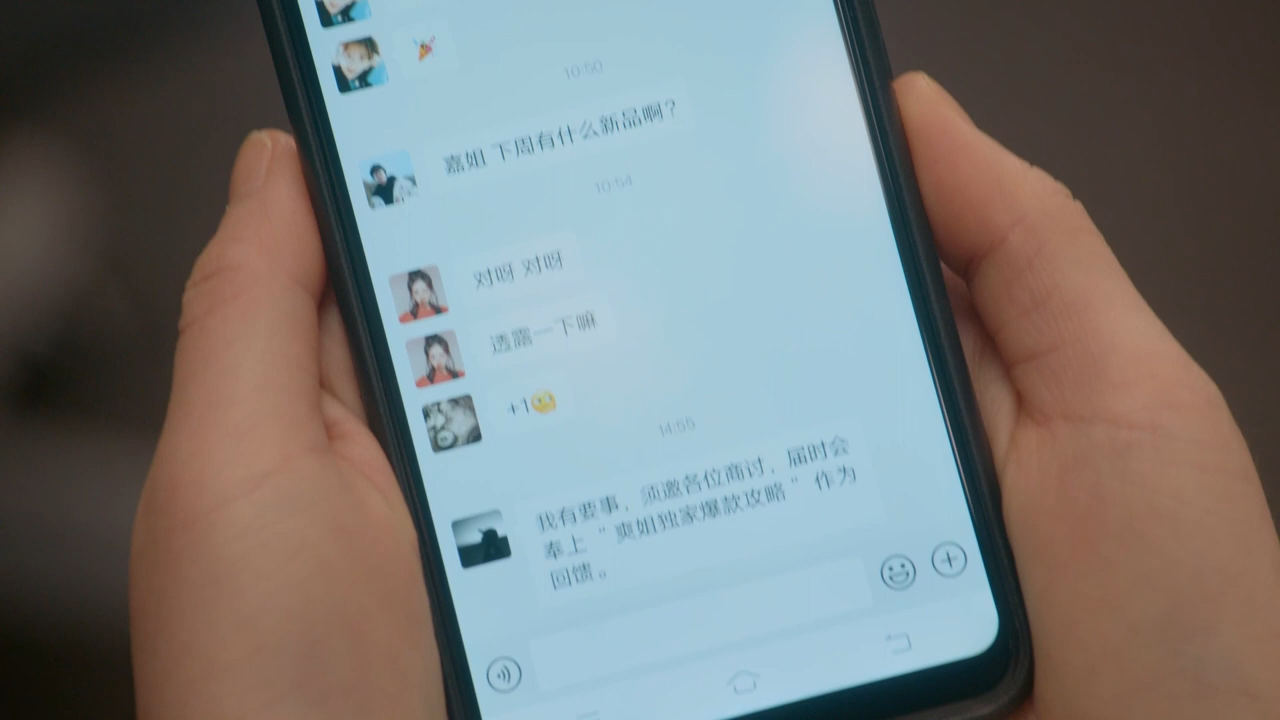 10:50
嘉姐 下周有什么新品啊？
10:54
对呀 对呀
透露一下嘛
+1
14:55
我有要事，须邀各位商讨，届时会
奉上＂爽姐独家爆款攻略＂作为
回馈。